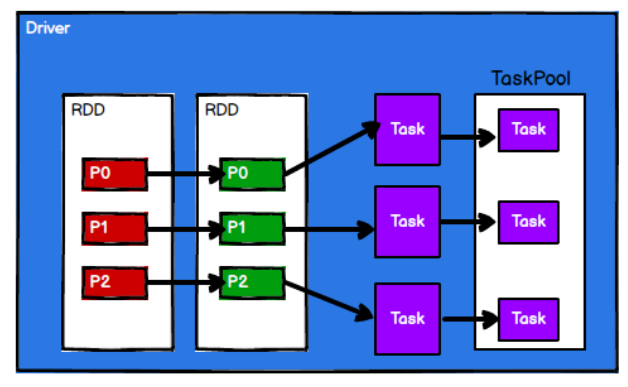 Driver
TaskPool
RDD
RDD
Task
Task
P0
P0
P1
P1
Task
Task
P2
P2
Task
Task